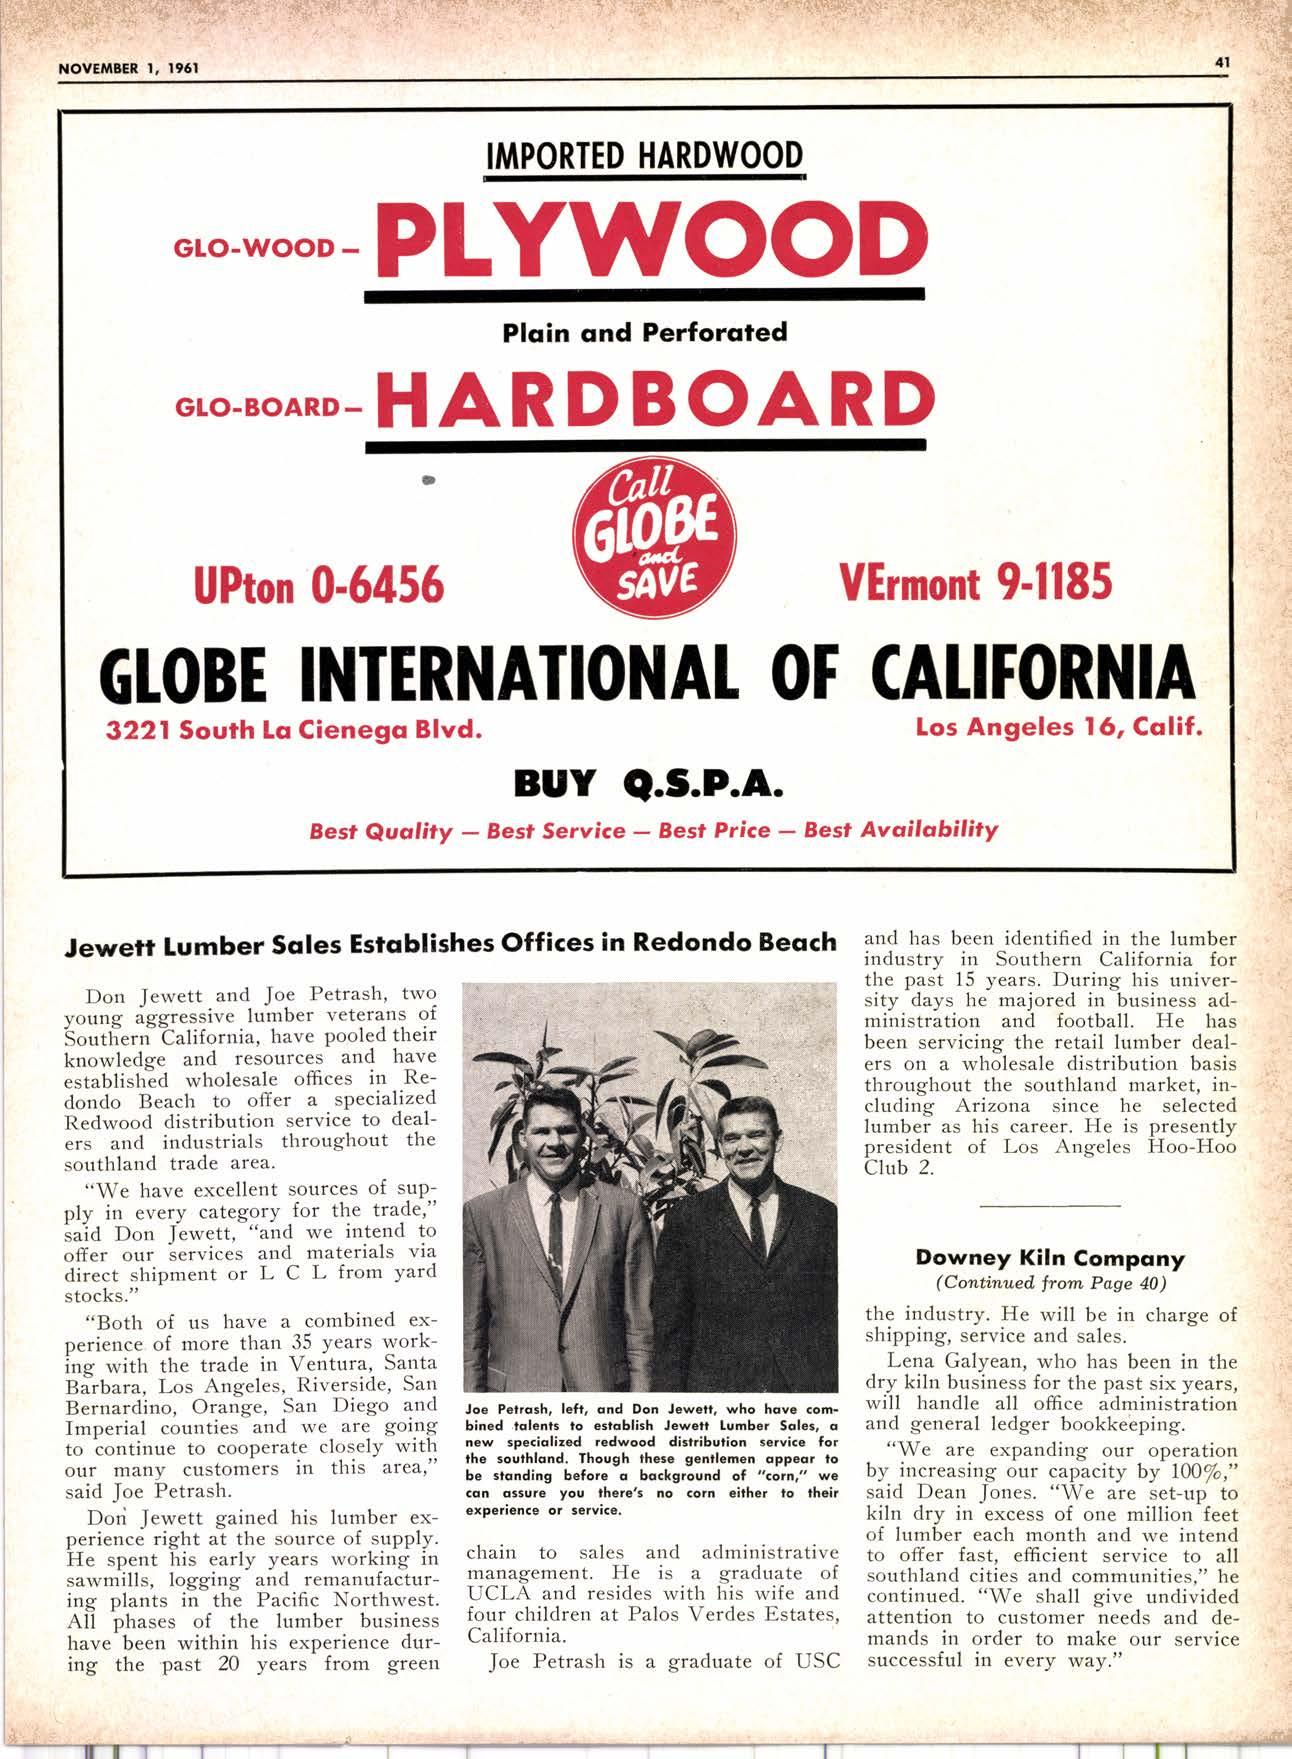 NOVEMBER 1, 1961
41
IMPORTED HARDWOOD
GLO-WOOD – PLYWOOD
Plain and Perforated
GLO-BOARD – HARDBOARD
Call
GLOBE
and
SAVE
UPton 0-6456
VErmont 9-1185
GLOBE INTERNATIONAL OF CALIFORNIA
3221 South La Cienega Blvd.
Los Angeles 16, Calif.
BUY Q.S.P.A.
Best Quality — Best Service — Best Price — Best Availability
Jewett Lumber Sales Establishes Offices in Redondo Beach
Don Jewett and Joe Petrash, two
young aggressive lumber veterans of
Southern California, have pooled their
knowledge and resources and have
established wholesale offices in Re-
dondo Beach to offer a specialized
Redwood distribution service to deal-
ers and industrials throughout the
southland trade area.
"We have excellent sources of sup-
ply in every category for the trade,"
said Don Jewett, "and we intend to
offer our services and materials via
direct shipment or L C L from yard
stocks."
"Both of us have a combined ex-
perience of more than 35 years work-
ing with the trade in Ventura, Santa
Barbara, Los Angeles, Riverside, San
Bernardino, Orange, San Diego and
Imperial counties and we are going
to continue to cooperate closely with
our many customers in this area,"
said Joe Petrash.
Don Jewett gained his lumber ex-
perience right at the source of supply.
He spent his early years working in
sawmills, logging and remanufactur-
ing plants in the Pacific Northwest.
All phases of the lumber business
have been within his experience dur-
ing the past 20 years from green
Joe Petrash, left, and Don Jewett, who have com-
bined talents to establish Jewett Lumber Sales, a
new specialized redwood distribution service for
the southland. Though these gentlemen appear to
be standing before a background of "corn," we
can assure you there's no corn either to their
experience or service.
chain to sales and administrative
management. He is a graduate of
UCLA and resides with his wife and
four children at Palos Verdes Estates,
California.
Joe Petrash is a graduate of USC
and has been identified in the lumber
industry in Southern California for
the past 15 years. During his univer-
sity days he majored in business ad-
ministration and football. He has
been servicing the retail lumber deal-
ers on a wholesale distribution basis
throughout the southland market, in-
cluding Arizona since he selected
lumber as his career. He is presently
president of Los Angeles Hoo-Hoo
Club 2.
Downey Kiln Company
(Continued from Page 40)
the industry. He will be in charge of
shipping, service and sales.
Lena Galyean, who has been in the
dry kiln business for the past six years,
will handle all office administration
and general ledger bookkeeping.
"We are expanding our operation
by increasing our capacity by 100%,"
said Dean Jones. "We are set-up to
kiln dry in excess of one million feet
of lumber each month and we intend
to offer fast, efficient service to all
southland cities and communities," he
continued. "We shall give undivided
attention to customer needs and de-
mands in order to make our service
successful in every way."